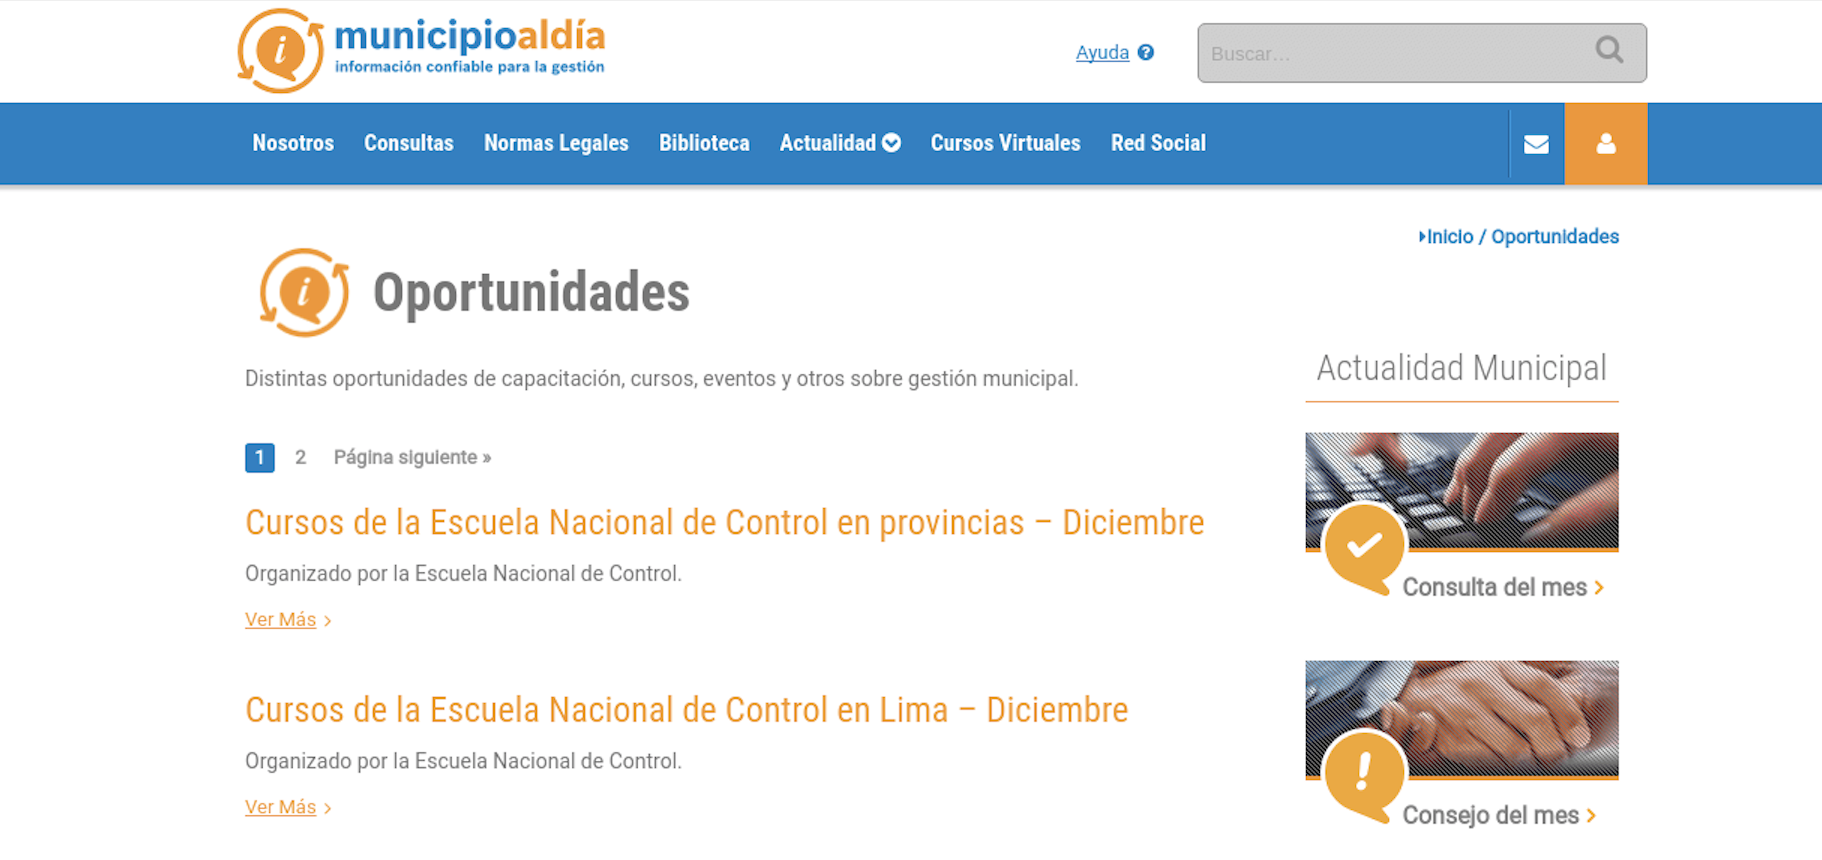 municipioaldía
información confiable para la gestión
Ayuda
Buscar...
Nosotros Consultas Normas Legales Biblioteca Actualidad Cursos Virtuales Red Social
Inicio / Oportunidades
Oportunidades
Distintas oportunidades de capacitación, cursos, eventos y otros sobre gestión municipal.
1 2 Página siguiente »
Cursos de la Escuela Nacional de Control en provincias – Diciembre
Organizado por la Escuela Nacional de Control.
Ver Más
Cursos de la Escuela Nacional de Control en Lima – Diciembre
Organizado por la Escuela Nacional de Control.
Ver Más
Actualidad Municipal
Consulta del mes
Consejo del mes